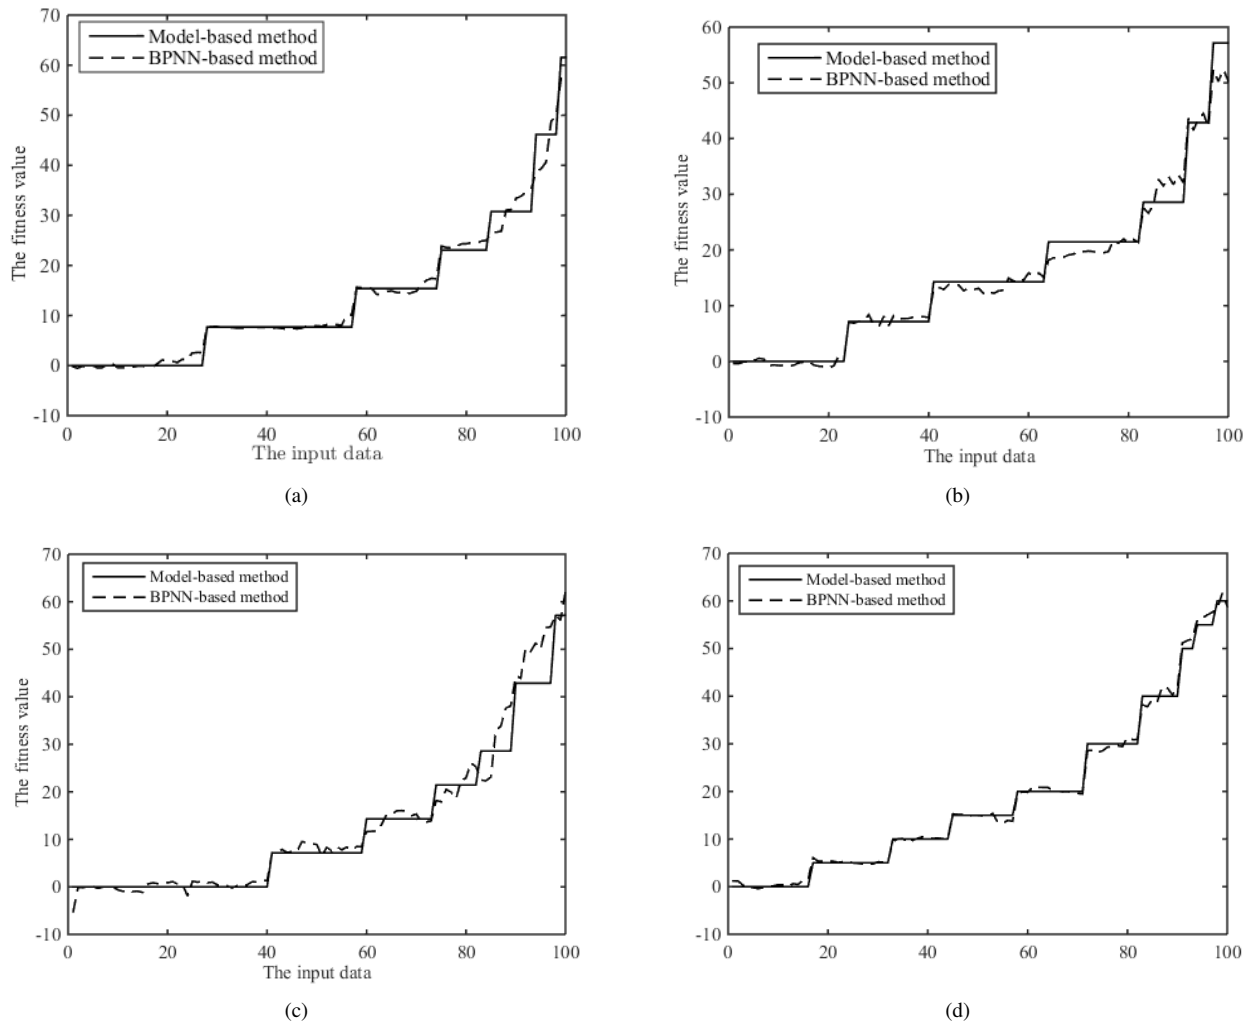 70
60
50
40
30
20
10
0
-10
The fitness value
Model-based method
BPNN-based method
0 20 40 60 80 100
The input data
(a)
60
50
40
30
20
10
0
-10
The fitness value
Model-based method
BPNN-based method
0 20 40 60 80 100
The input data
(b)
70
60
50
40
30
20
10
0
-10
The fitness value
Model-based method
BPNN-based method
0 20 40 60 80 100
The input data
(c)
70
60
50
40
30
20
10
0
-10
Model-based method
BPNN-based method
0 20 40 60 80 100
(d)